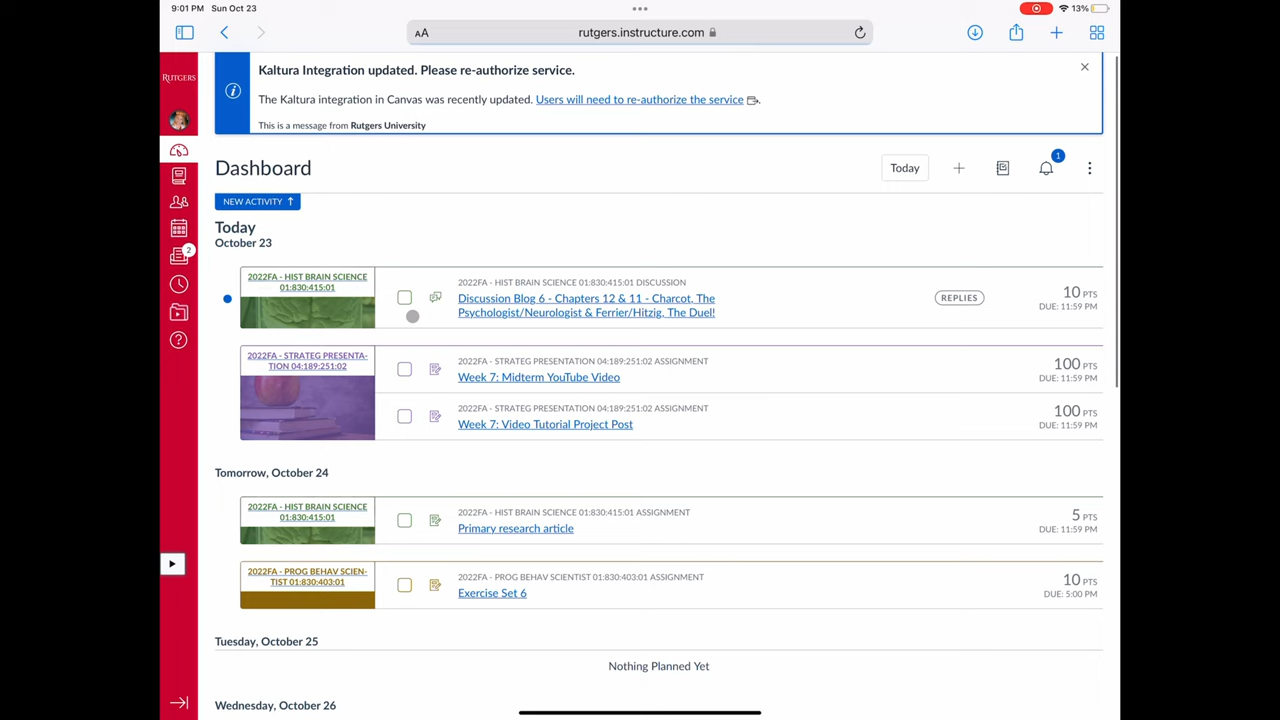 9:01 PM Sun Oct 23
13%
AA
rutgers.instructure.com
RUTGERS
Kaltura Integration updated. Please re-authorize service.
The Kaltura integration in Canvas was recently updated. Users will need to re-authorize the service.
This is a message from Rutgers University
Dashboard
Today
1
NEW ACTIVITY
Today
October 23
2
2022FA - HIST BRAIN SCIENCE
01:830:415:01
2022FA - HIST BRAIN SCIENCE 01:830:415:01 DISCUSSION
Discussion Blog 6 - Chapters 12 & 11 - Charcot, The
Psychologist/Neurologist & Ferrier/Hitzig, The Duel!
REPLIES
10 PTS
DUE: 11:59 PM
2022FA - STRATEG PRESENTA-
TION 04:189:251:02
2022FA - STRATEG PRESENTATION 04:189:251:02 ASSIGNMENT
Week 7: Midterm YouTube Video
100 PTS
DUE: 11:59 PM
2022FA - STRATEG PRESENTATION 04:189:251:02 ASSIGNMENT
Week 7: Video Tutorial Project Post
100 PTS
DUE: 11:59 PM
Tomorrow, October 24
2022FA - HIST BRAIN SCIENCE
01:830:415:01
2022FA - HIST BRAIN SCIENCE 01:830:415:01 ASSIGNMENT
Primary research article
5 PTS
DUE: 11:59 PM
2022FA - PROG BEHAV SCIEN-
TIST 01:830:403:01
2022FA - PROG BEHAV SCIENTIST 01:830:403:01 ASSIGNMENT
Exercise Set 6
10 PTS
DUE: 5:00 PM
Tuesday, October 25
Nothing Planned Yet
Wednesday, October 26